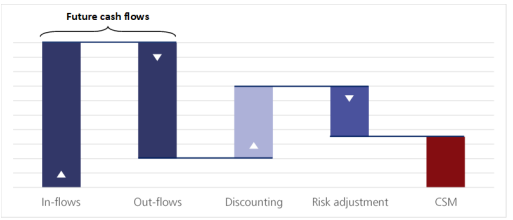 Future cash flows
In-flows
Out-flows
Discounting
Risk adjustment
CSM